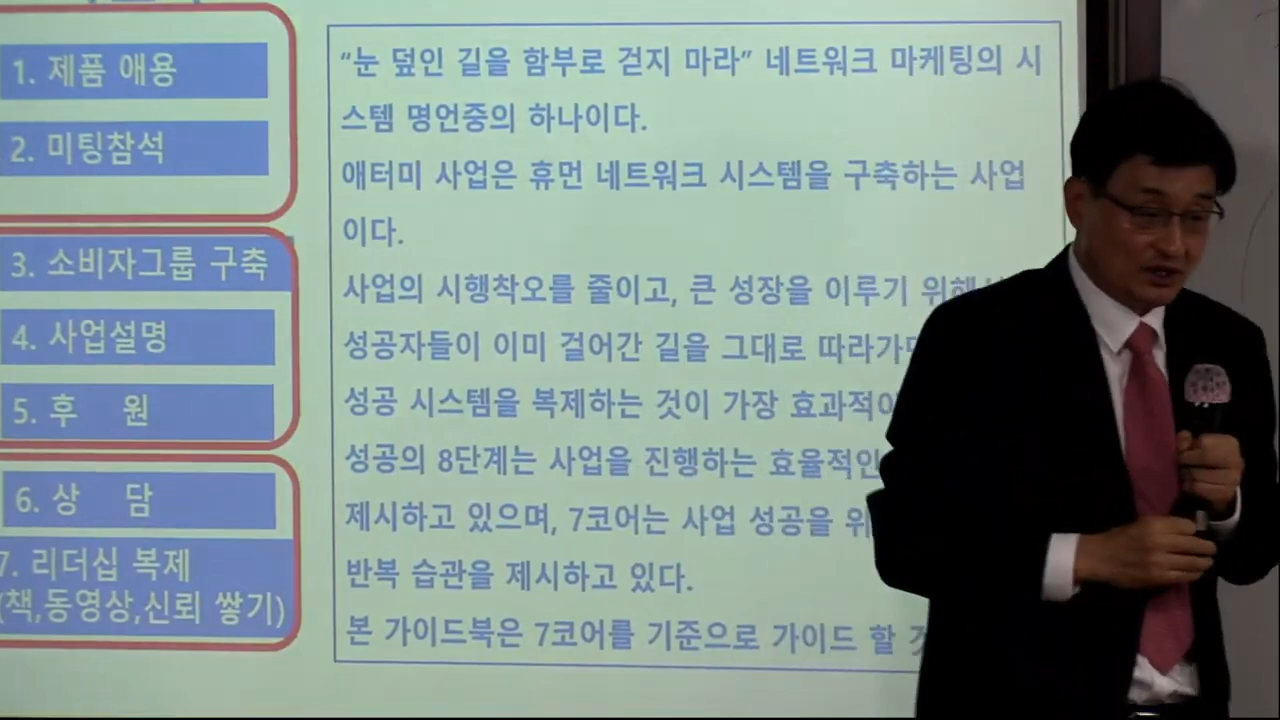 1. 제품 애용
2. 미팅참석
3. 소비자그룹 구축
4. 사업설명
5. 후 원
6. 상 담
7. 리더십 복제
(책,동영상,신뢰 쌓기)
"눈 덮인 길을 함부로 걷지 마라" 네트워크 마케팅의 시
스템 명언중의 하나이다.
애터미 사업은 휴먼 네트워크 시스템을 구축하는 사업
이다.
사업의 시행착오를 줄이고, 큰 성장을 이루기
성공자들이 이미 걸어간 길을 그대로
성공 시스템을 복제하는 것이 가장
성공의 8단계는 사업을 진행하는 효율적인
제시하고 있으며, 7코어는 사업 성공을
반복 습관을 제시하고 있다.
본 가이드북은 7코어를 기준으로 가이드 할